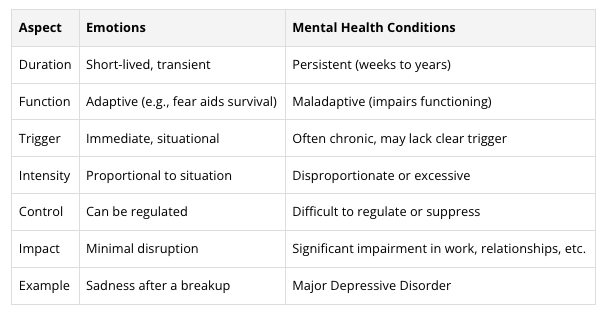 Aspect Emotions Mental Health Conditions
Duration Short-lived, transient Persistent (weeks to years)
Function Adaptive (e.g., fear aids survival) Maladaptive (impairs functioning)
Trigger Immediate, situational Often chronic, may lack clear trigger
Intensity Proportional to situation Disproportionate or excessive
Control Can be regulated Difficult to regulate or suppress
Impact Minimal disruption Significant impairment in work, relationships, etc.
Example Sadness after a breakup Major Depressive Disorder